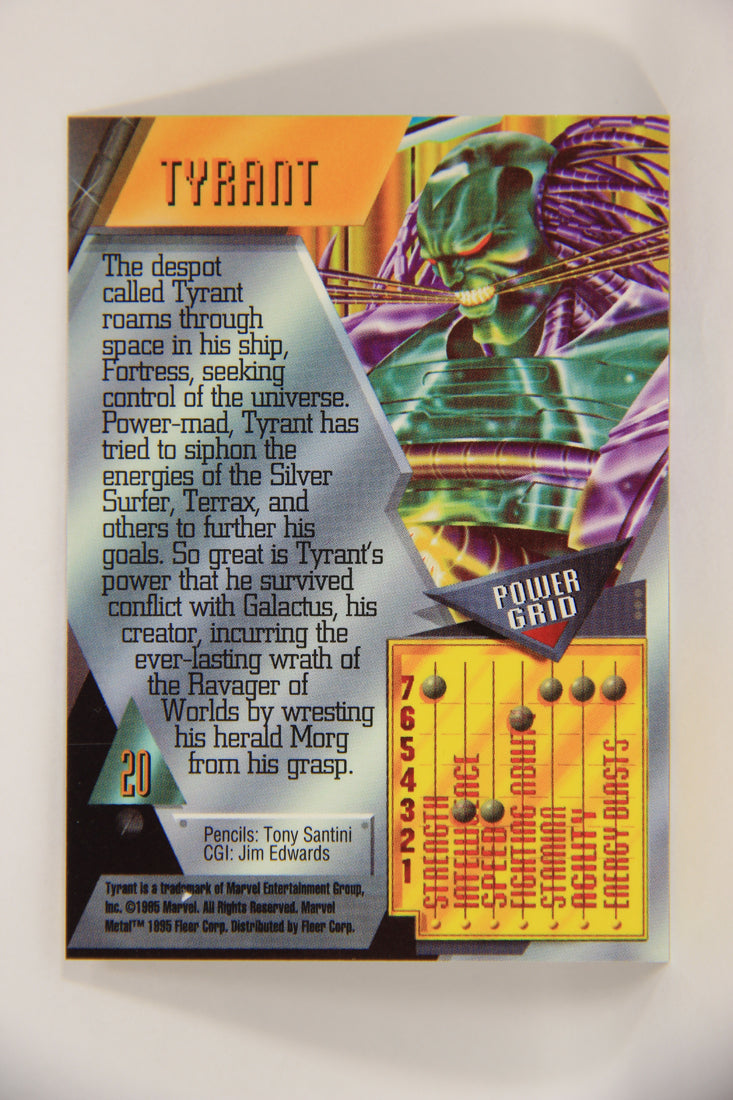 TYRANT
The despot
called Tyrant
roams through
space in his ship,
Fortress, seeking
control of the universe.
Power-mad, Tyrant has
tried to siphon the
energies of the Silver
Surfer, Terrax, and
others to further his
goals. So great is Tyrant's
power that he survived
conflict with Galactus, his
creator, incurring the
ever-lasting wrath of
the Ravager of
Worlds by wresting
his herald Morg
from his grasp.
20
Pencils: Tony Santini
CGI: Jim Edwards
Tyrant is a trademark of Marvel Entertainment Group,
Inc. ©1995 Marvel. All Rights Reserved. Marvel
Metal™ 1995 Fleer Corp. Distributed by Fleer Corp.
POWER
GRID
7
6
5
4
3
2
1
STRENGTH
INTELLIGENCE
SPEED
FIGHTING ABILITY
STAMINA
AGILITY
ENERGY BLASTS